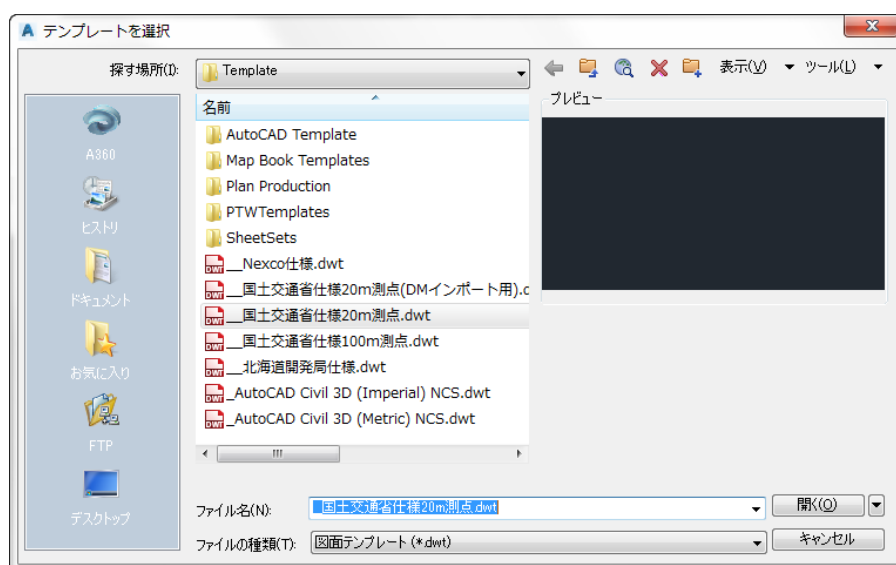 テンプレートを選択
探す場所(I):
Template
表示(V)
ツール(L)
名前
プレビュー
AutoCAD Template
Map Book Templates
Plan Production
PTWTemplates
SheetSets
__Nexco仕様.dwt
__国土交通省仕様20m測点(DMインポート用).d
__国土交通省仕様20m測点.dwt
__国土交通省仕様100m測点.dwt
__北海道開発局仕様.dwt
_AutoCAD Civil 3D (Imperial) NCS.dwt
_AutoCAD Civil 3D (Metric) NCS.dwt
A360
ヒストリ
ドキュメント
お気に入り
FTP
デスクトップ
ファイル名(N):
__国土交通省仕様20m測点.dwt
開く(O)
ファイルの種類(T):
図面テンプレート (*.dwt)
キャンセル